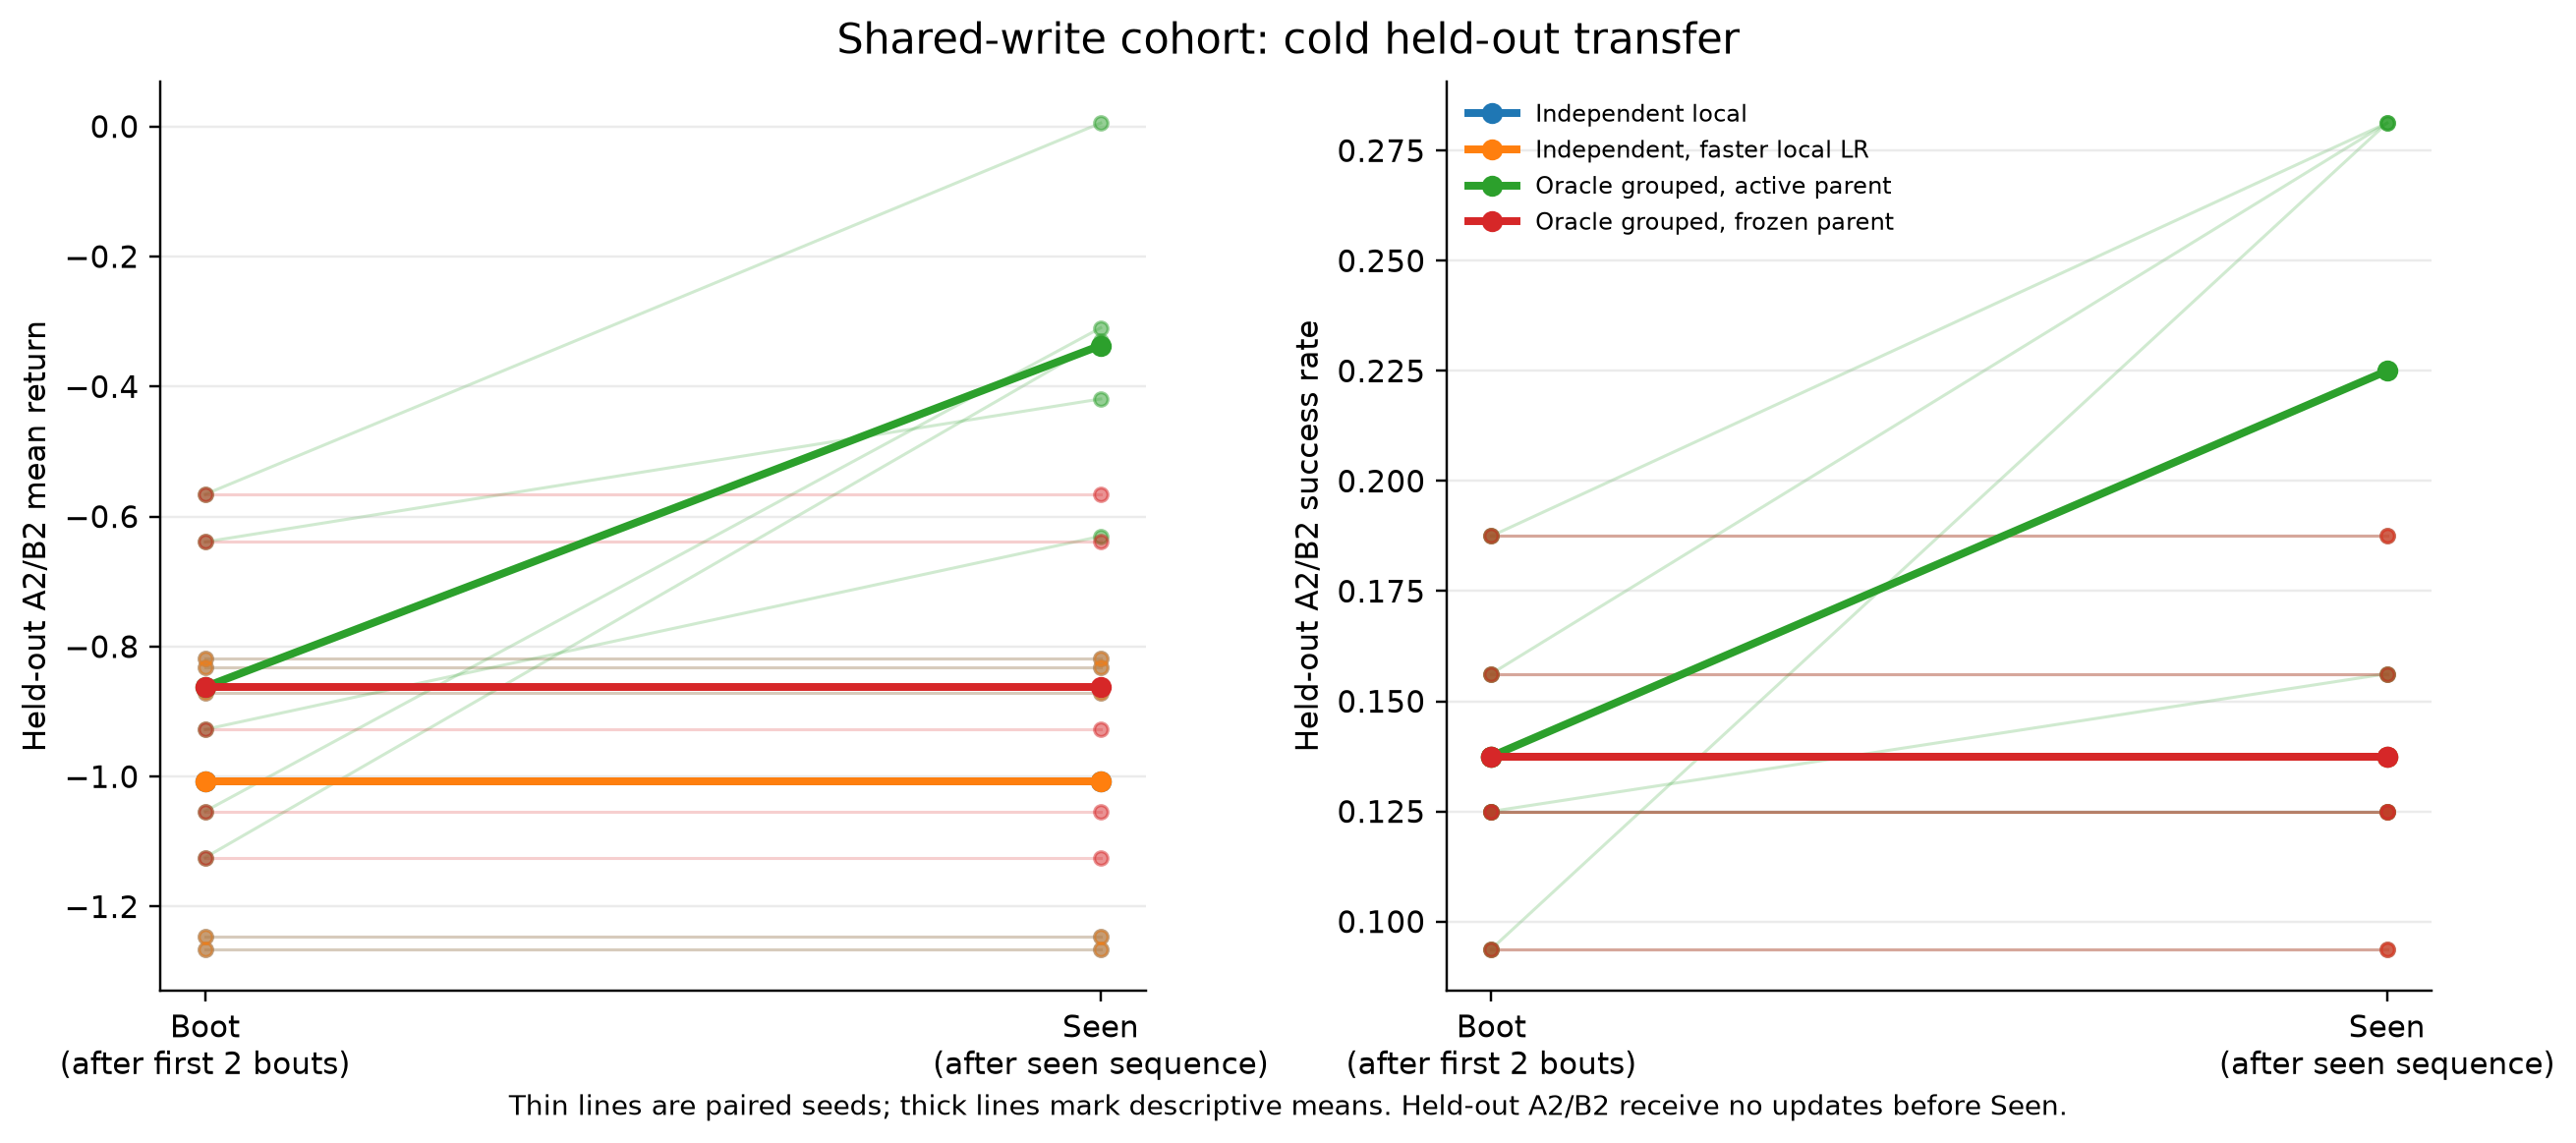 Shared-write cohort: cold held-out transfer
Held-out A2/B2 mean return
0.0
−0.2
−0.4
−0.6
−0.8
−1.0
−1.2
Boot
(after first 2 bouts)
Seen
(after seen sequence)
Held-out A2/B2 success rate
0.275
0.250
0.225
0.200
0.175
0.150
0.125
0.100
Independent local
Independent, faster local LR
Oracle grouped, active parent
Oracle grouped, frozen parent
Boot
(after first 2 bouts)
Seen
(after seen sequence)
Thin lines are paired seeds; thick lines mark descriptive means. Held-out A2/B2 receive no updates before Seen.